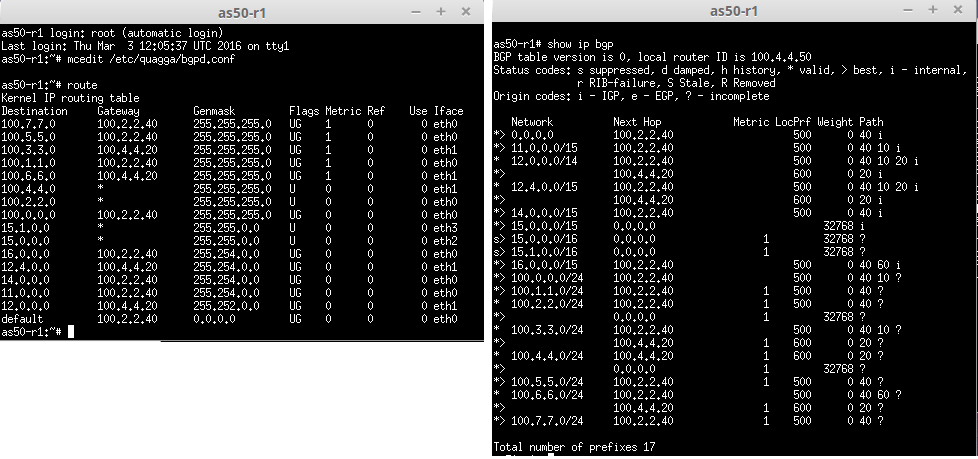 as50-r1
as50-r1 login: root (automatic login)
Last login: Thu Mar  3 12:05:37 UTC 2016 on tty1
as50-r1:~# mcedit /etc/quagga/bgpd.conf
as50-r1:~# route
Kernel IP routing table
Destination Gateway Genmask Flags Metric Ref Use Iface
100.7.7.0 100.2.2.40 255.255.255.0 UG 1 0 0 eth0
100.5.5.0 100.2.2.40 255.255.255.0 UG 1 0 0 eth0
100.3.3.0 100.4.4.20 255.255.255.0 UG 1 0 0 eth1
100.1.1.0 100.2.2.40 255.255.255.0 UG 1 0 0 eth0
100.6.6.0 100.4.4.20 255.255.255.0 UG 1 0 0 eth1
100.4.4.0 * 255.255.255.0 U 0 0 0 eth1
100.2.2.0 * 255.255.255.0 U 0 0 0 eth0
100.0.0.0 100.2.2.40 255.255.255.0 UG 0 0 0 eth0
15.1.0.0 * 255.255.0.0 U 0 0 0 eth3
15.0.0.0 * 255.255.0.0 U 0 0 0 eth2
16.0.0.0 100.2.2.40 255.254.0.0 UG 0 0 0 eth0
12.4.0.0 100.4.4.20 255.254.0.0 UG 0 0 0 eth1
14.0.0.0 100.2.2.40 255.254.0.0 UG 0 0 0 eth0
11.0.0.0 100.2.2.40 255.254.0.0 UG 0 0 0 eth0
12.0.0.0 100.4.4.20 255.252.0.0 UG 0 0 0 eth1
default 100.2.2.40 0.0.0.0 UG 0 0 0 eth0
as50-r1:~#
as50-r1
as50-r1# show ip bgp
BGP table version is 0, local router ID is 100.4.4.50
Status codes: s suppressed, d damped, h history, * valid, > best, i - internal,
r RIB-failure, S Stale, R Removed
Origin codes: i - IGP, e - EGP, ? - incomplete
Network Next Hop Metric LocPrf Weight Path
*> 0.0.0.0 100.2.2.40 500 0 40 i
*> 11.0.0.0/15 100.2.2.40 500 0 40 10 i
* 12.0.0.0/14 100.2.2.40 500 0 40 10 20 i
*> 100.4.4.20 600 0 20 i
* 12.4.0.0/15 100.2.2.40 500 0 40 10 20 i
*> 100.4.4.20 600 0 20 i
*> 14.0.0.0/15 100.2.2.40 500 0 40 i
*> 15.0.0.0/15 0.0.0.0 32768 i
s> 15.0.0.0/16 0.0.0.0 1 32768 ?
s> 15.1.0.0/16 0.0.0.0 1 32768 ?
*> 16.0.0.0/15 100.2.2.40 500 0 40 60 i
*> 100.0.0.0/24 100.2.2.40 500 0 40 10 ?
*> 100.1.1.0/24 100.2.2.40 1 500 0 40 ?
* 100.2.2.0/24 100.2.2.40 1 500 0 40 ?
*> 0.0.0.0 1 32768 ?
* 100.3.3.0/24 100.2.2.40 500 0 40 10 ?
*> 100.4.4.20 1 600 0 20 ?
* 100.4.4.0/24 100.4.4.20 1 600 0 20 ?
*> 0.0.0.0 1 32768 ?
*> 100.5.5.0/24 100.2.2.40 1 500 0 40 ?
* 100.6.6.0/24 100.2.2.40 500 0 40 60 ?
*> 100.4.4.20 1 600 0 20 ?
*> 100.7.7.0/24 100.2.2.40 1 500 0 40 ?
Total number of prefixes 17